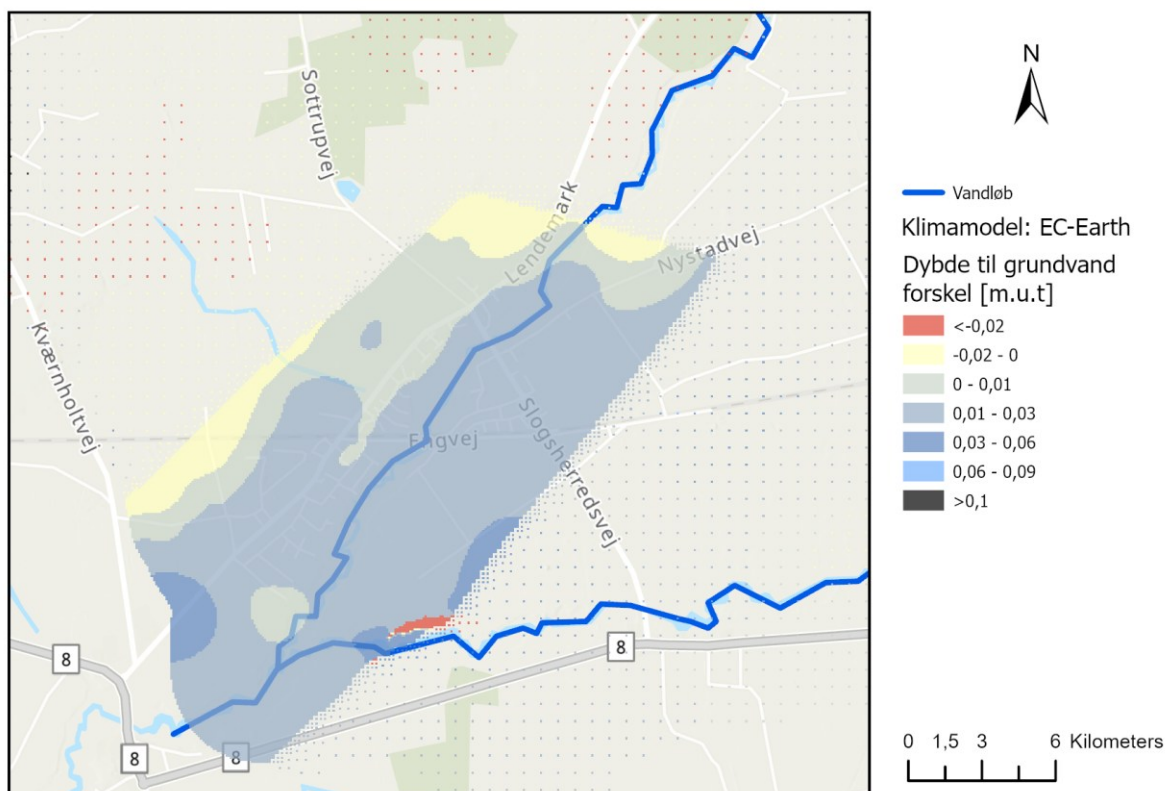 Sottrupvej
Lendemark
Nystadvej
Kværnholtvej
Engvej
Slogsherredsvej
8
8
8
8
N
Vandløb
Klimamodel: EC-Earth
Dybde til grundvand
forskel [m.u.t]
<-0,02
-0,02 - 0
0 - 0,01
0,01 - 0,03
0,03 - 0,06
0,06 - 0,09
>0,1
0 1,5 3 6 Kilometers